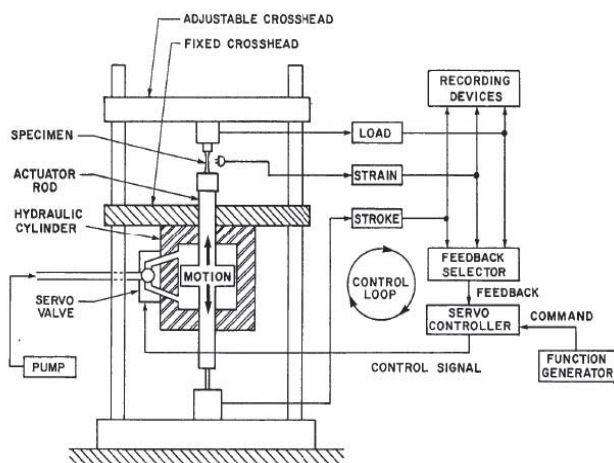 ADJUSTABLE CROSSHEAD
FIXED CROSSHEAD
RECORDING
DEVICES
SPECIMEN
LOAD
ACTUATOR
ROD
STRAIN
HYDRAULIC
CYLINDER
STROKE
MOTION
CONTROL
LOOP
FEEDBACK
SELECTOR
FEEDBACK
SERVO
VALVE
SERVO
CONTROLLER
COMMAND
PUMP
CONTROL SIGNAL
FUNCTION
GENERATOR